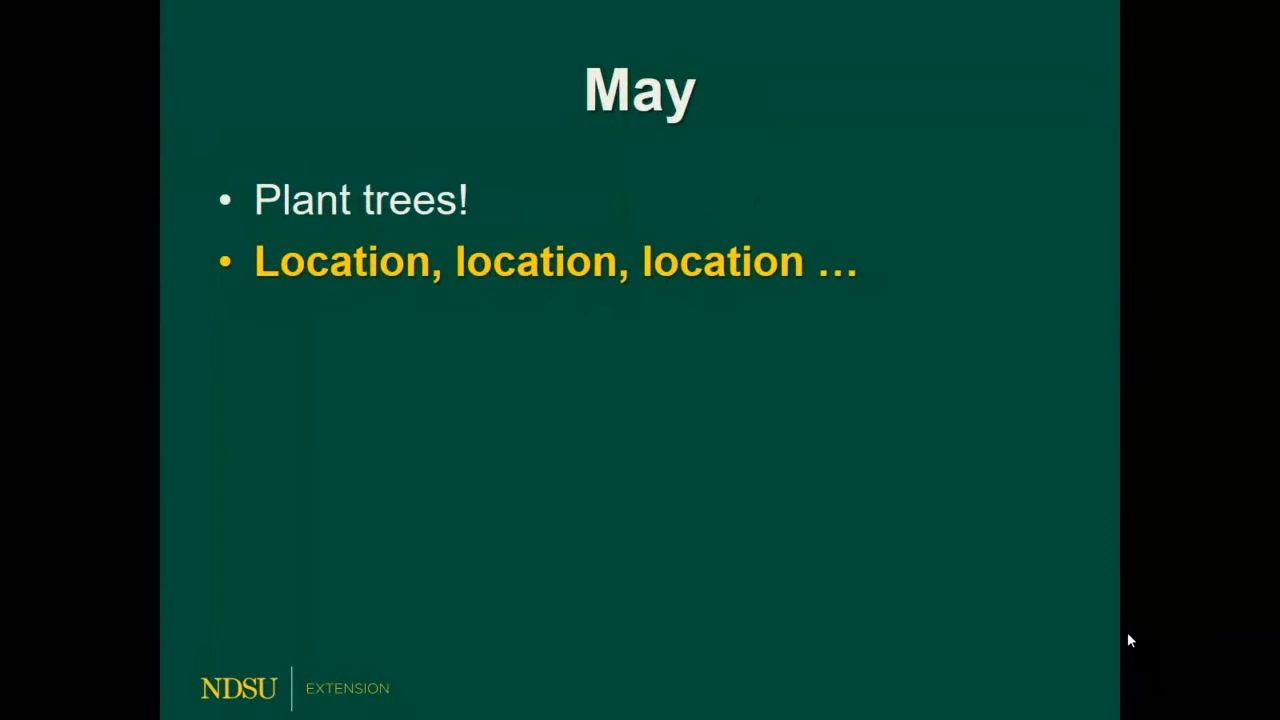 May
• Plant trees!
• Location, location, location …
NDSU | EXTENSION